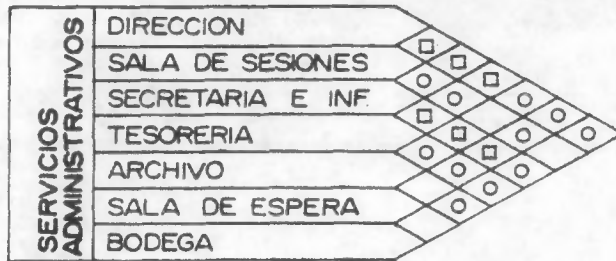 SERVICIOS
ADMINISTRATIVOS
DIRECCION
SALA DE SESIONES
SECRETARIA E INF.
TESORERIA
ARCHIVO
SALA DE ESPERA
BODEGA